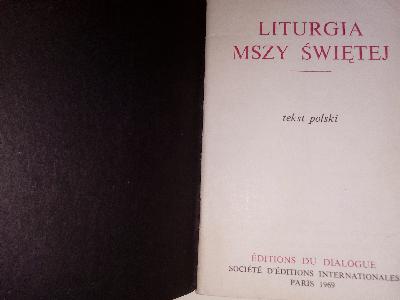 LITURGIA
MSZY ŚWIĘTEJ
tekst polski
ÉDITIONS DU DIALOGUE
SOCIÉTÉ D'ÉDITIONS INTERNATIONALES
PARIS 1969